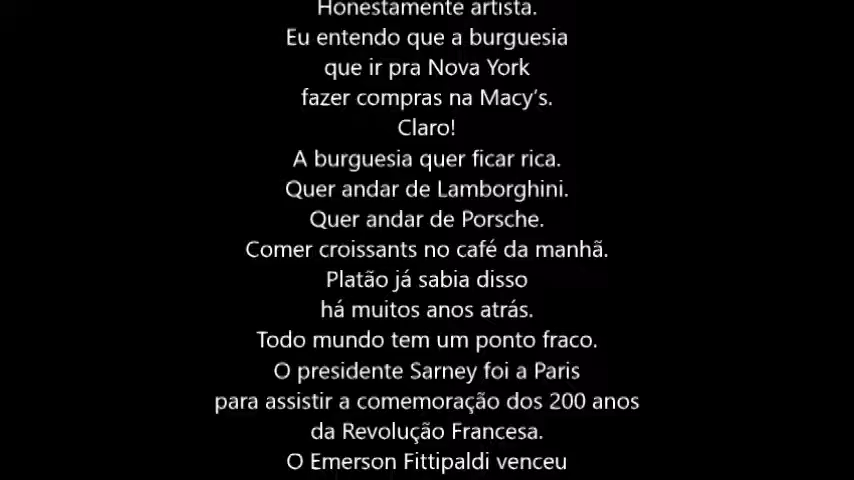 Honestamente artista.
Eu entendo que a burguesia
que ir pra Nova York
fazer compras na Macy’s.
Claro!
A burguesia quer ficar rica.
Quer andar de Lamborghini.
Quer andar de Porsche.
Comer croissants no café da manhã.
Platão já sabia disso
há muitos anos atrás.
Todo mundo tem um ponto fraco.
O presidente Sarney foi a Paris
para assistir a comemoração dos 200 anos
da Revolução Francesa.
O Emerson Fittipaldi venceu